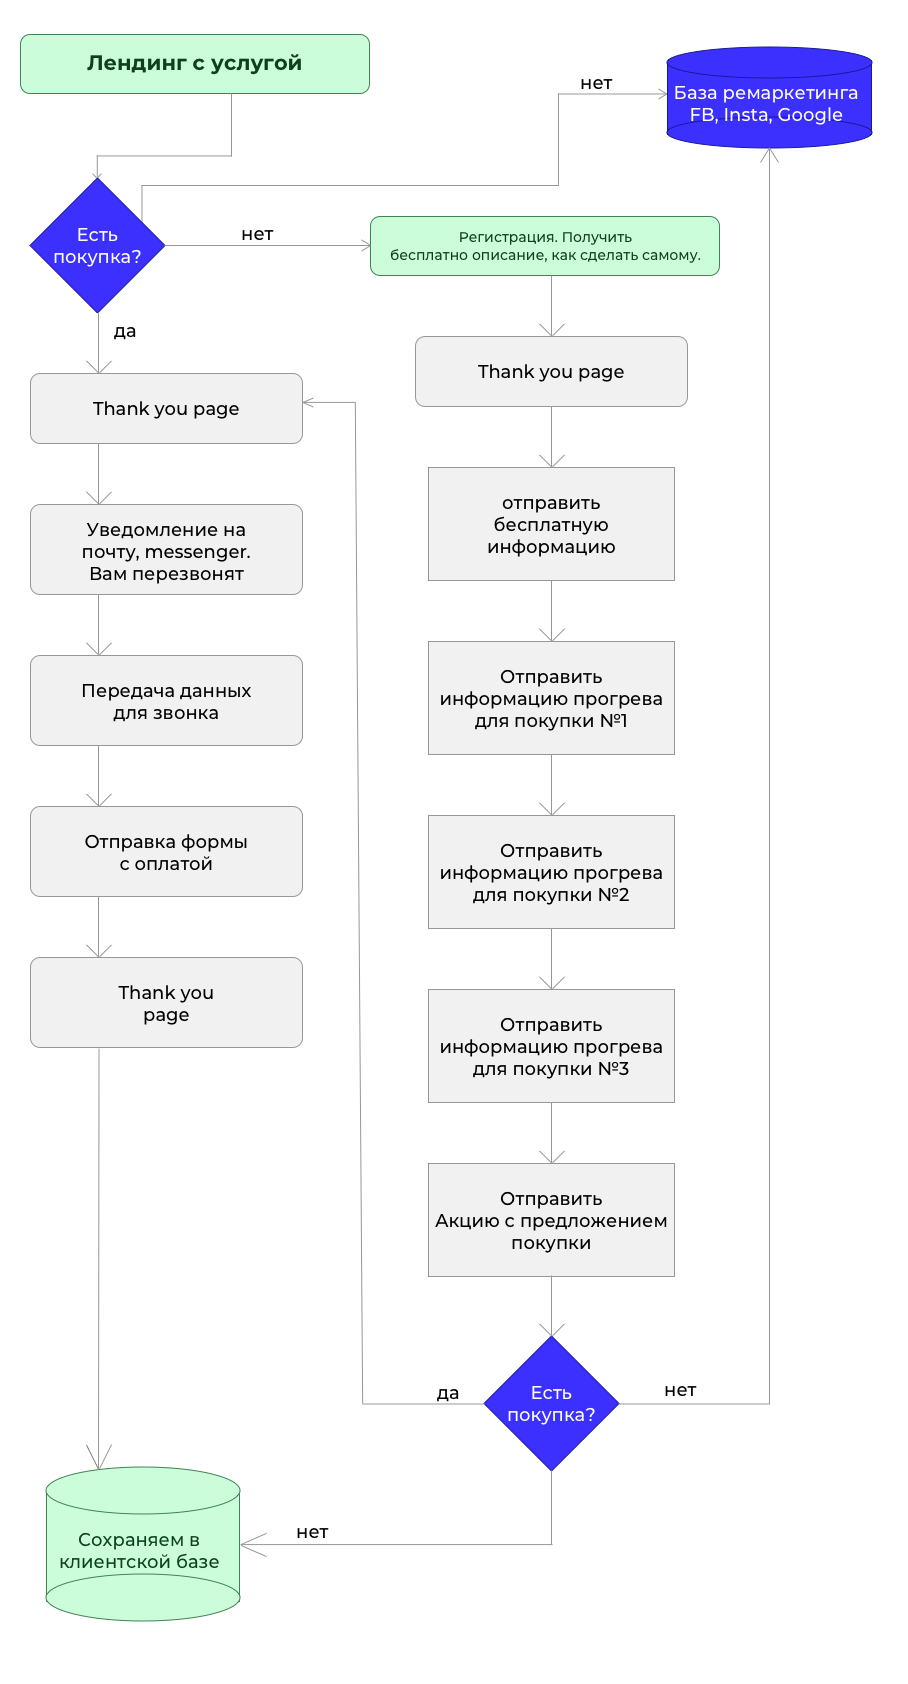 Лендинг с услугой
нет
База ремаркетинга
FB, Insta, Google
Есть
покупка?
нет
Регистрация. Получить
бесплатно описание, как сделать самому.
да
Thank you page
Thank you page
Уведомление на
почту, messenger.
Вам перезвонят
отправить
бесплатную
информацию
Передача данных
для звонка
Отправить
информацию прогрева
для покупки №1
Отправка формы
с оплатой
Отправить
информацию прогрева
для покупки №2
Thank you
page
Отправить
информацию прогрева
для покупки №3
Отправить
Акцию с предложением
покупки
да
Есть
покупка?
нет
нет
Сохраняем в
клиентской базе